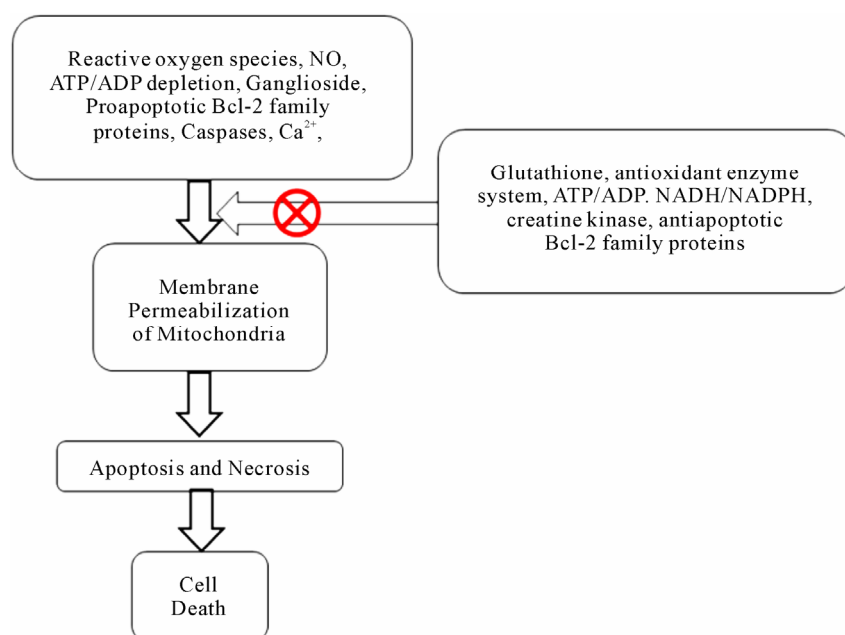 Reactive oxygen species, NO,
ATP/ADP depletion, Ganglioside,
Proapoptotic Bcl-2 family
proteins, Caspases, Ca²⁺,
Glutathione, antioxidant enzyme
system, ATP/ADP. NADH/NADPH,
creatine kinase, antiapoptotic
Bcl-2 family proteins
Membrane
Permeabilization
of Mitochondria
Apoptosis and Necrosis
Cell
Death